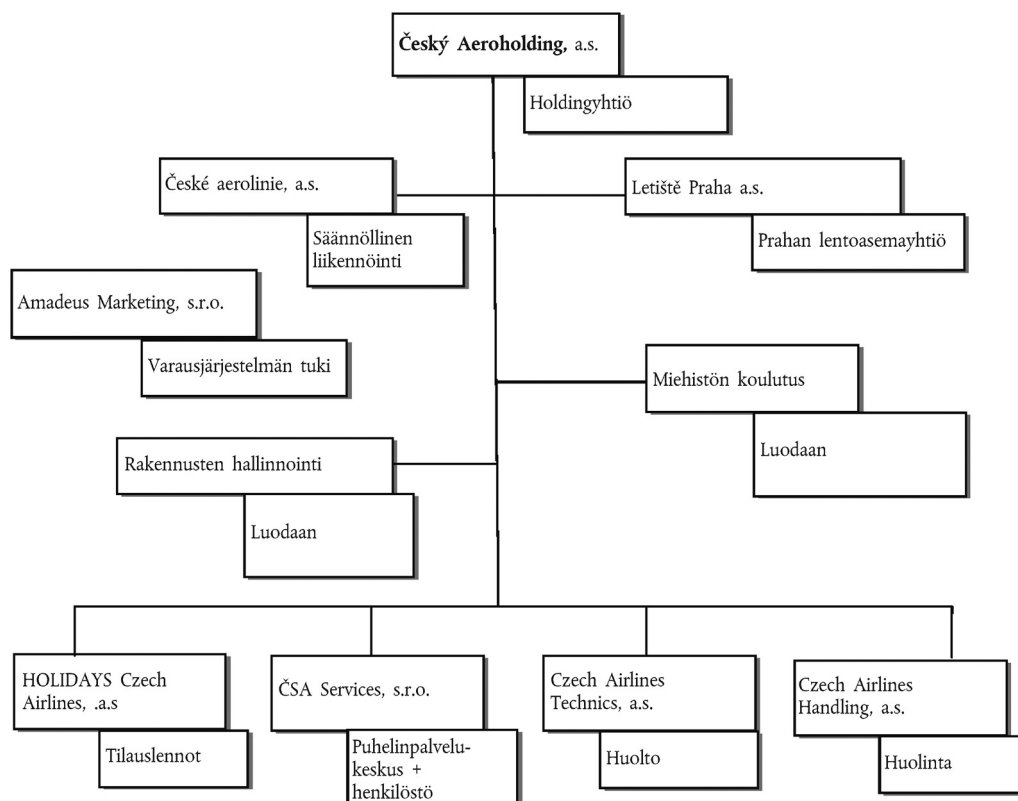 Český Aeroholding, a.s.
Holdingyhtiö
České aerolinie, a.s.
Letiště Praha a.s.
Säännöllinen
liikennöinti
Prahan lentoasemayhtiö
Amadeus Marketing, s.r.o.
Varausjärjestelmän tuki
Miehistön koulutus
Luodaan
Rakennusten hallinnointi
Luodaan
HOLIDAYS Czech
Airlines, .a.s
Tilauslennot
ČSA Services, s.r.o.
Puhelinpalvelu-
keskus +
henkilöstö
Czech Airlines
Technics, a.s.
Huolto
Czech Airlines
Handling, a.s.
Huolinta